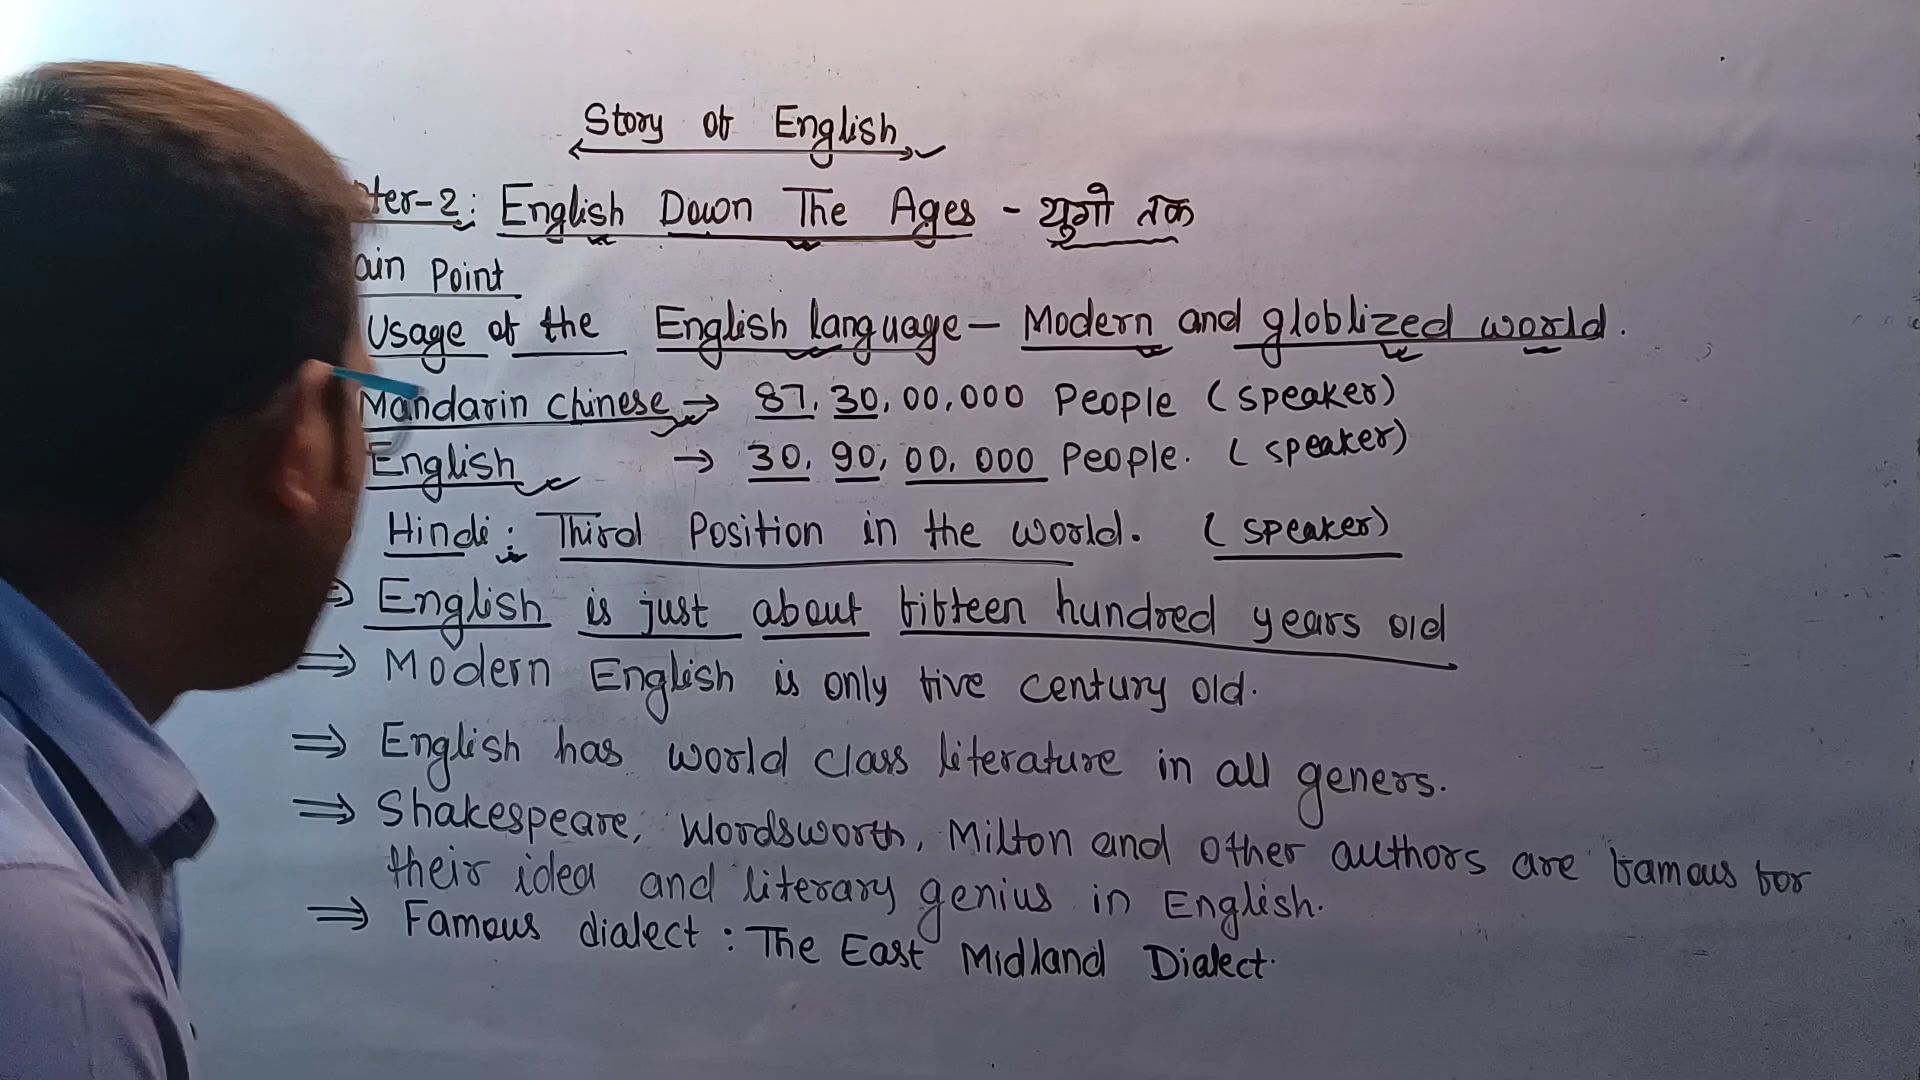 Story of English
ter-2: English Down The Ages - युगों तक
ain Point
Usage of the English language - Modern and globlized world.
Mandarin Chinese → 87,30,00,000 People (speaker)
English → 30,90,00,000 People. (speaker)
Hindi: Third Position in the world. (speaker)
⇒ English is just about fifteen hundred years old
⇒ Modern English is only five century old.
⇒ English has world class literature in all geners.
⇒ Shakespeare, Wordsworth, Milton and other authors are famous for
their idea and literary genius in English.
⇒ Famous dialect: The East Midland Dialect.